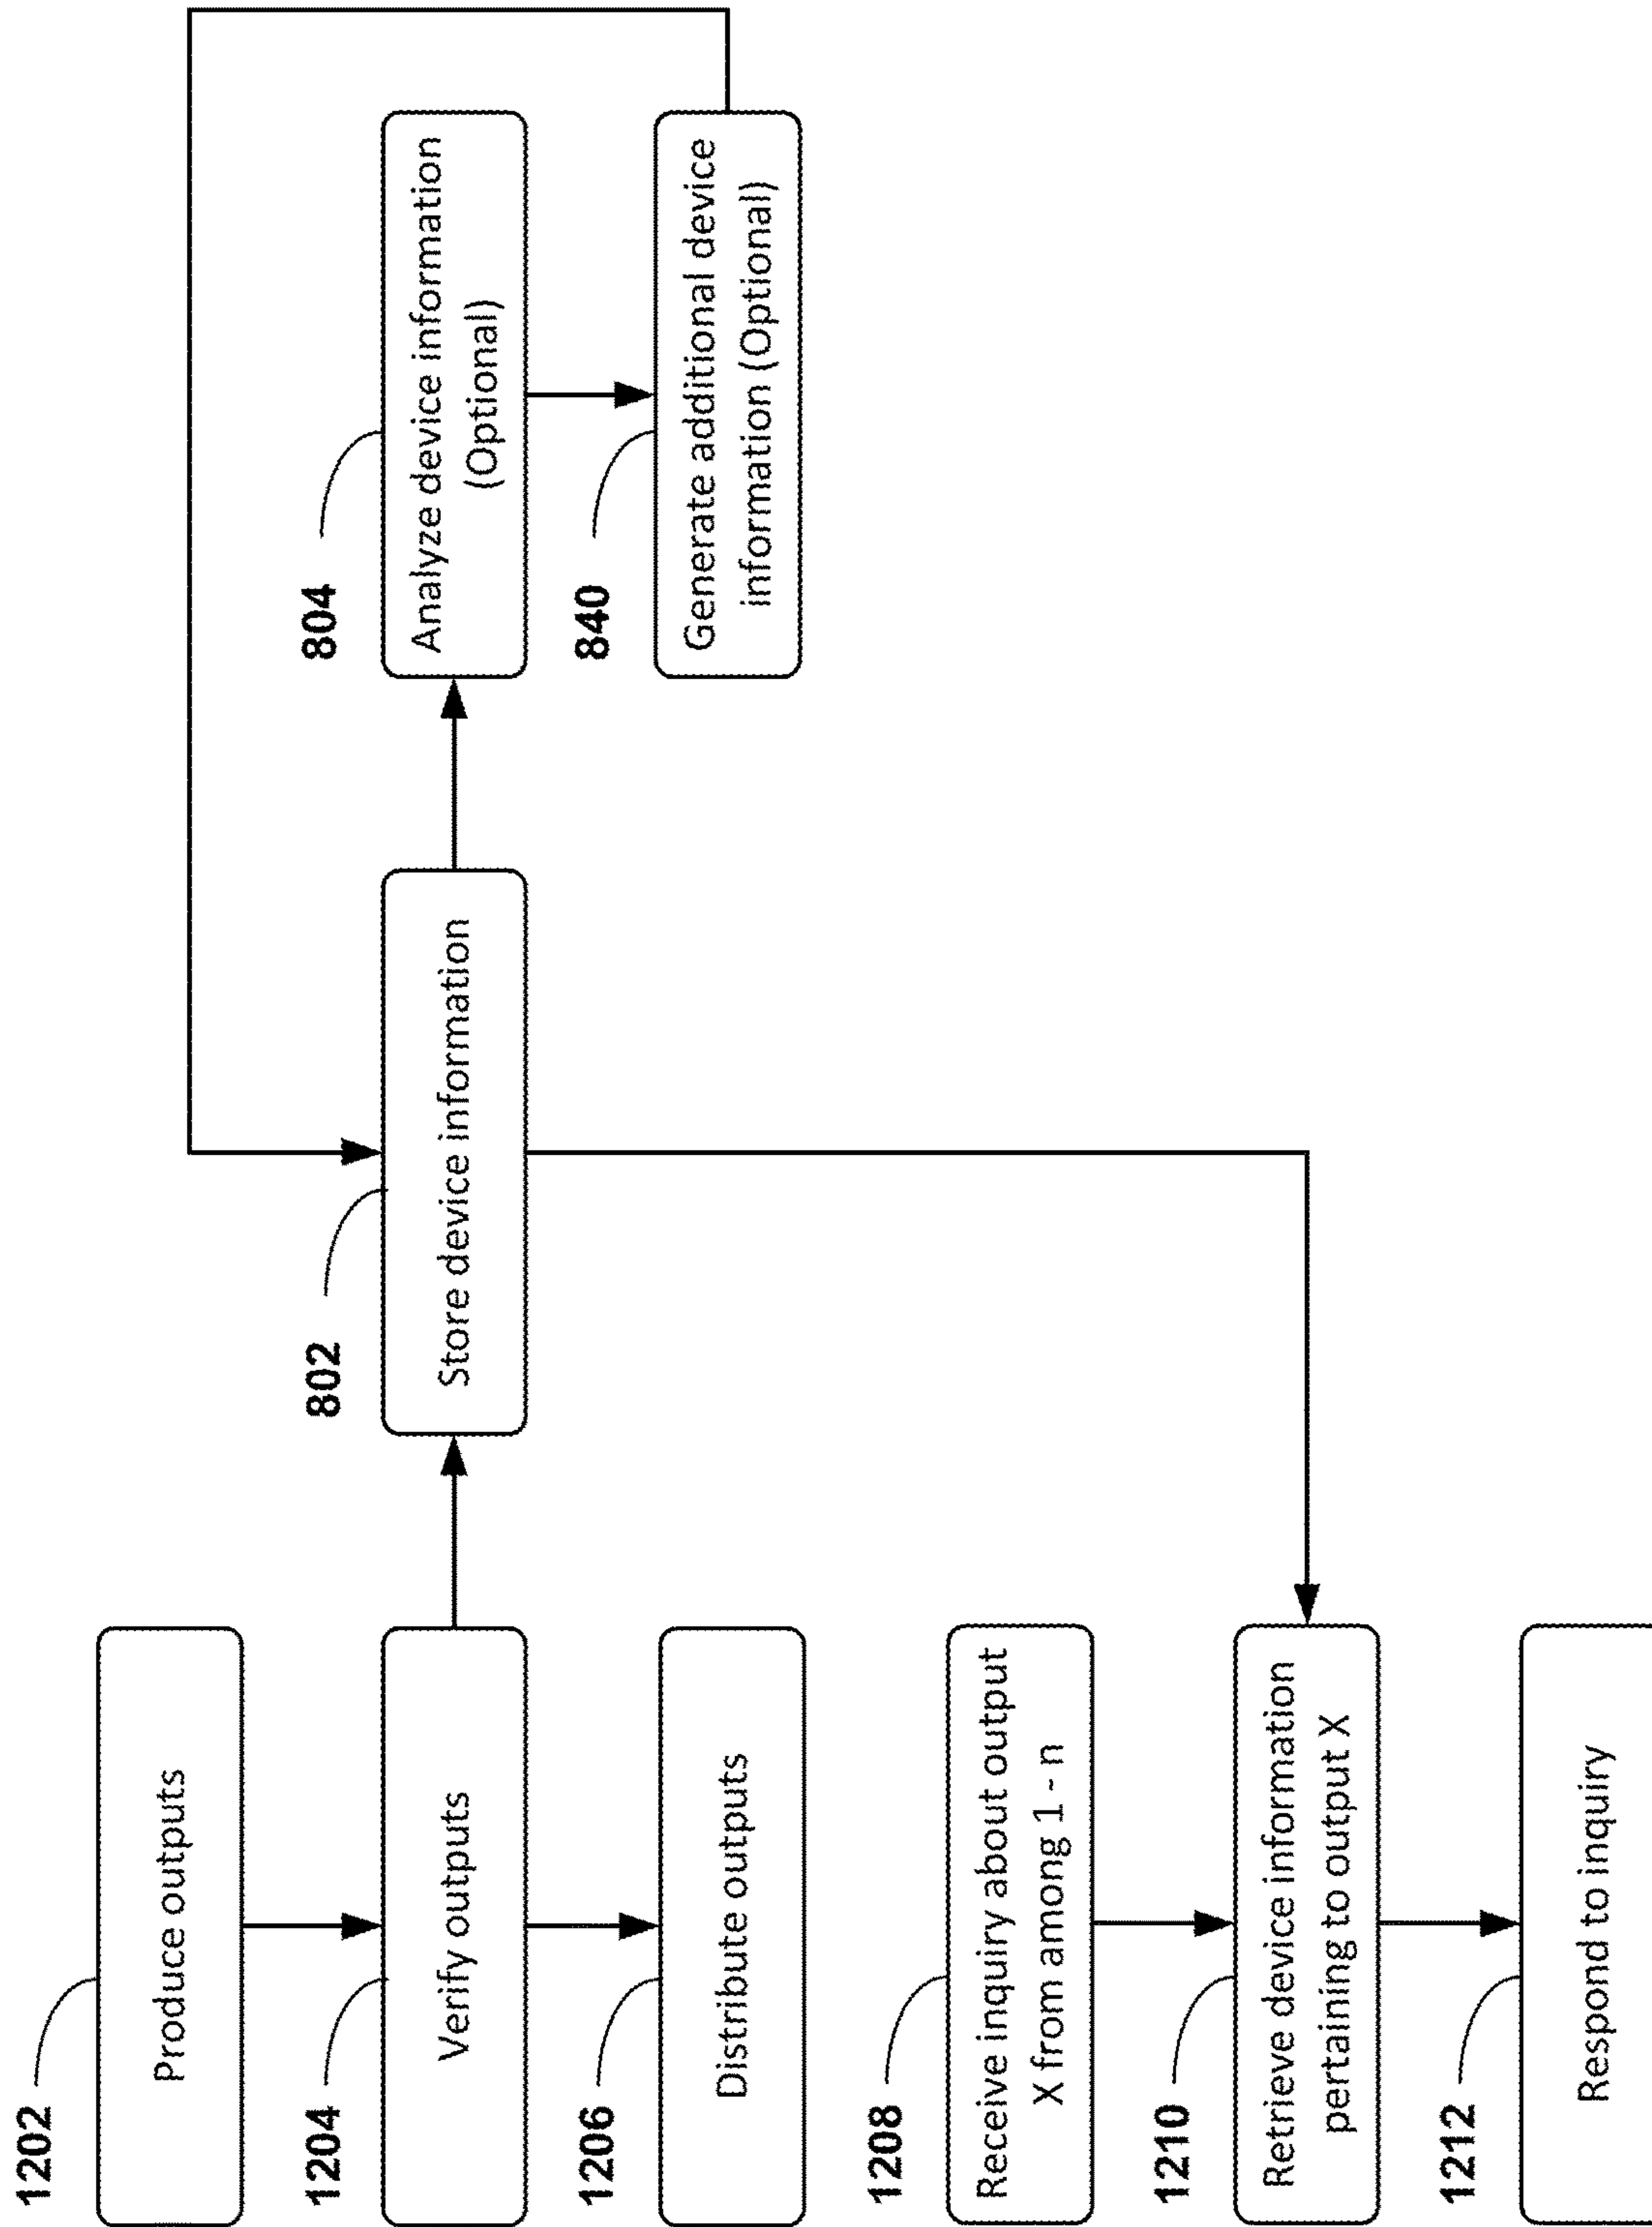 1202
Produce outputs
1204
Verify outputs
1206
Distribute outputs
1208
Receive inquiry about output
X from among 1 - n
1210
Retrieve device information
pertaining to output X
1212
Respond to inquiry
802
Store device information
804
Analyze device information
(Optional)
840
Generate additional device
information (Optional)